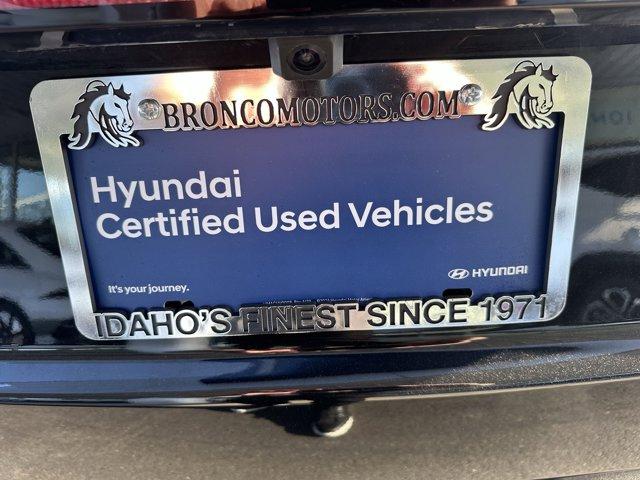 BRONCOMOTORS.COM
Hyundai
Certified Used Vehicles
It's your journey.
HYUNDAI
IDAHO'S FINEST SINCE 1971